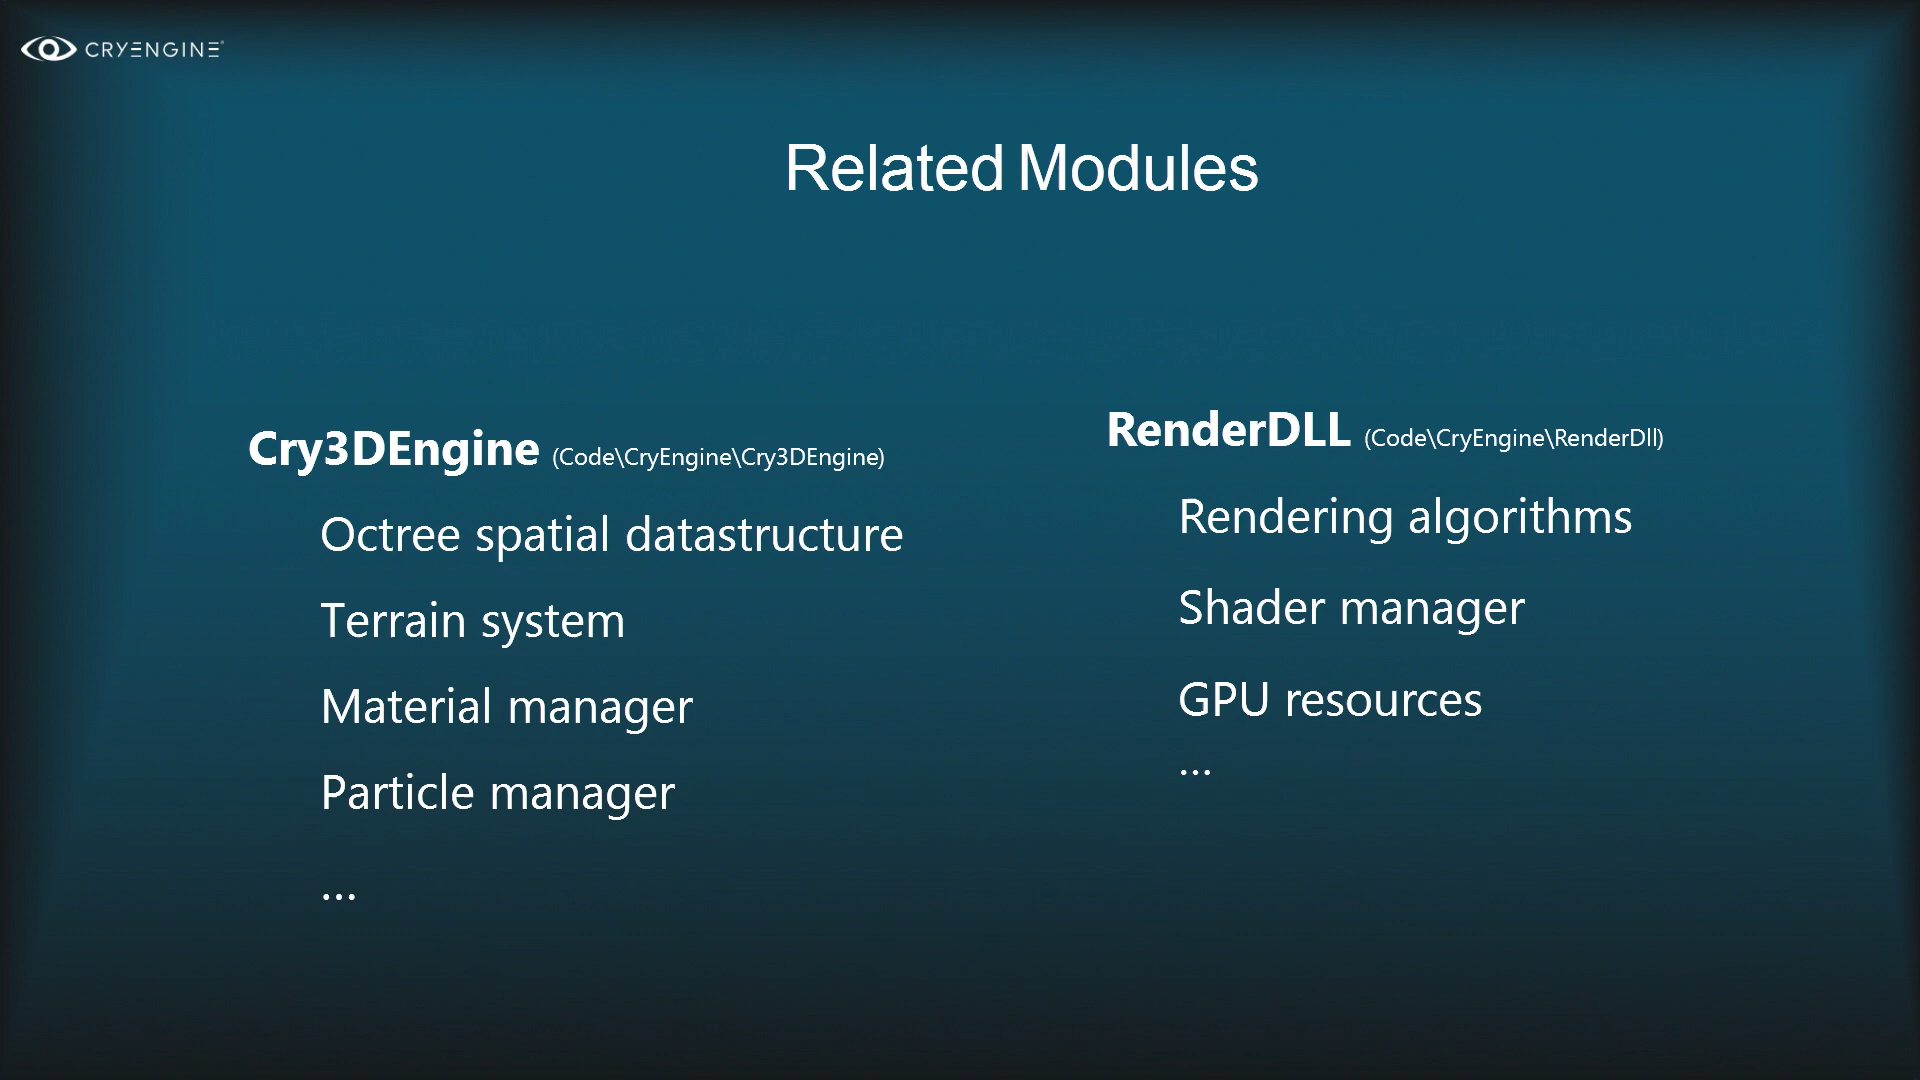 CRYENGINE
Related Modules
Cry3DEngine (Code\CryEngine\Cry3DEngine)
Octree spatial datastructure
Terrain system
Material manager
Particle manager
...
RenderDLL (Code\CryEngine\RenderDll)
Rendering algorithms
Shader manager
GPU resources
...